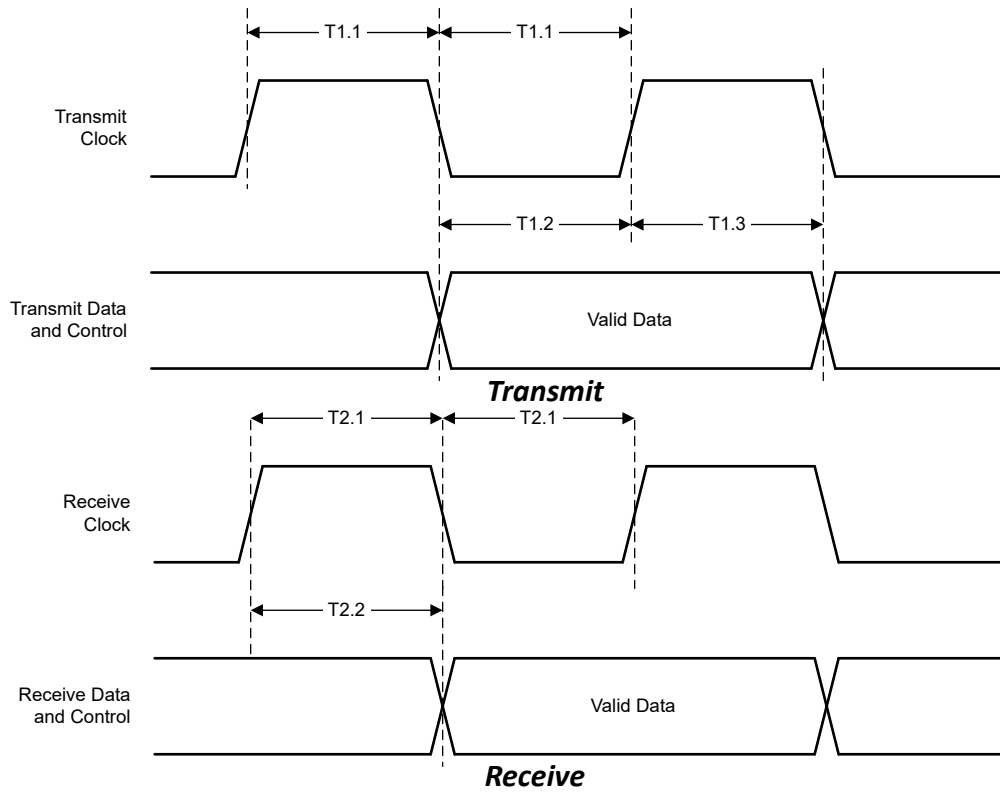 T1.1 T1.1
Transmit
Clock
T1.2 T1.3
Transmit Data
and Control
Valid Data
Transmit
T2.1 T2.1
Receive
Clock
T2.2
Receive Data
and Control
Valid Data
Receive